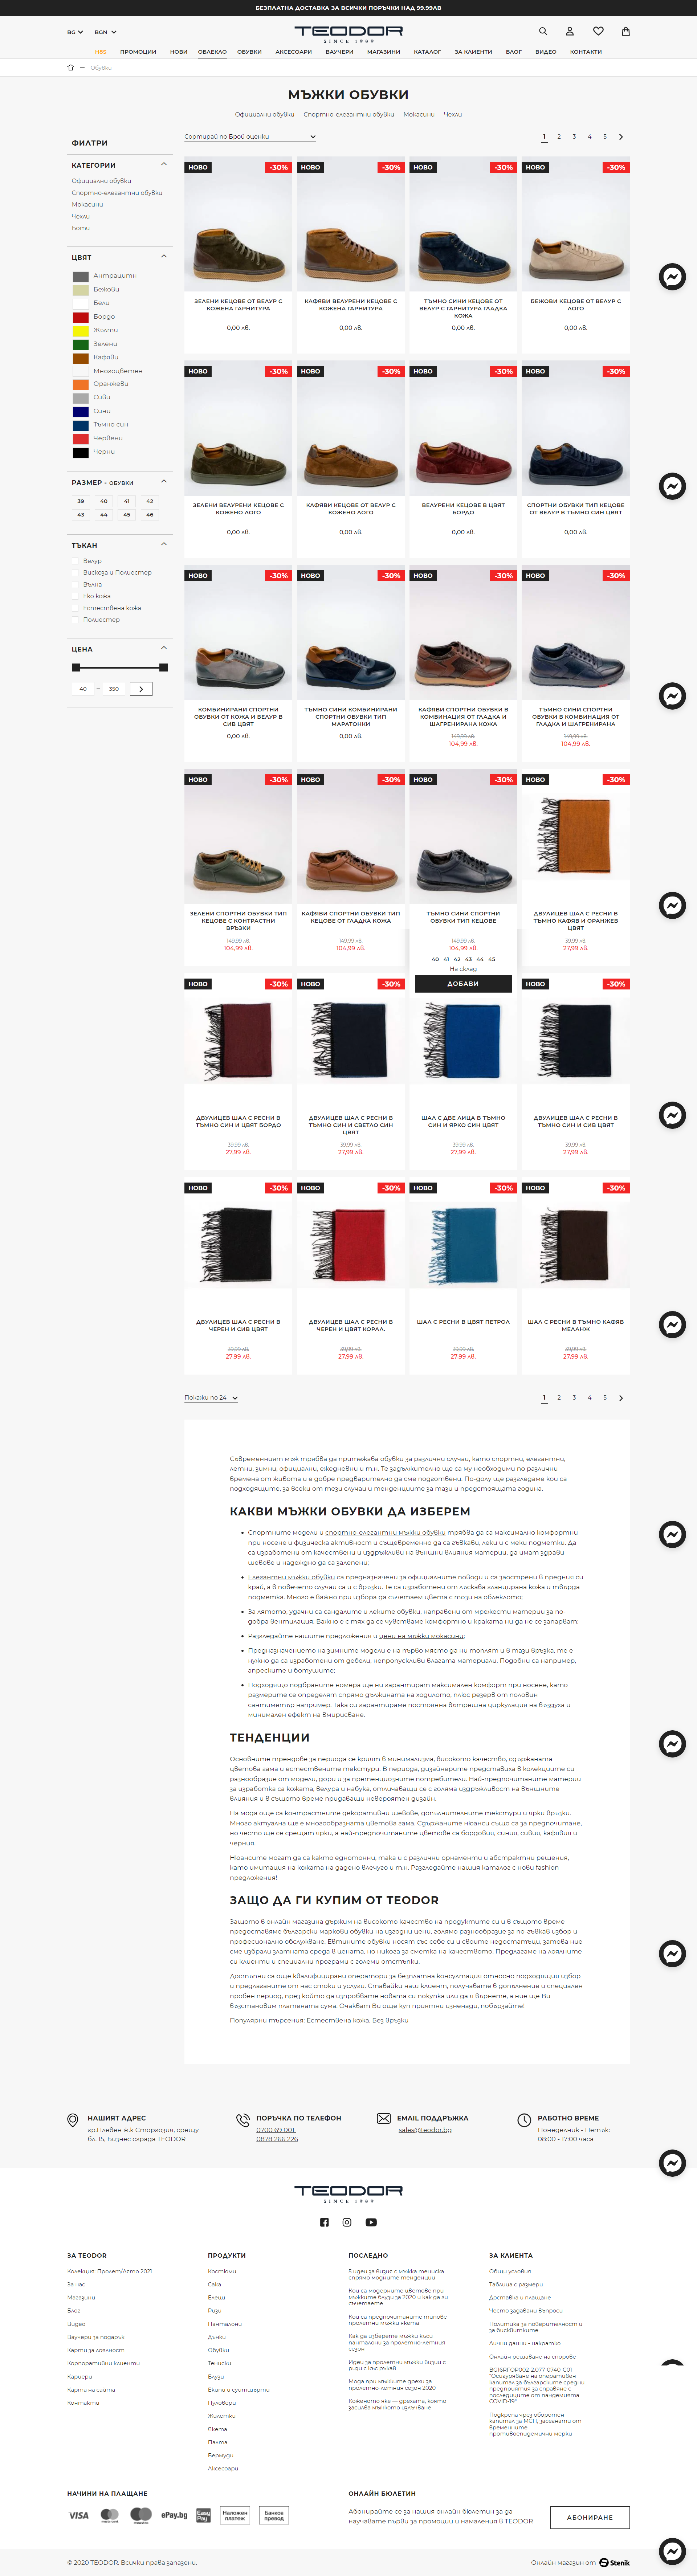 БЕЗПЛАТНА ДОСТАВКА ЗА ВСИЧКИ ПОРЪЧКИ НАД 99.99ЛВ
BG
BGN
TEODOR
SINCE 1989
НЯЕ
ПРОМОЦИИ
НОВИ
ОБЛЕКЛО
ОБУВКИ
АКСЕСОАРИ
ВАУЧЕРИ
МАГАЗИНИ
КАТАЛОГ
ЗА КЛИЕНТИ
БЛОГ
ВИДЕО
КОНТАКТИ
Обувки
МЪЖКИ ОБУВКИ
Официални обувки
Спортно-елегантни обувки
Мокасини
Чехли
ФИЛТРИ
КАТЕГОРИИ
Официални обувки
Спортно-елегантни обувки
Мокасини
Чехли
Боти
ЦВЯТ
Антрацитн
Бежови
Бели
Бордо
Жълти
Зелени
Кафяви
Многоцветен
Оранжеви
Сиви
Сини
Тъмно син
Червени
Черни
РАЗМЕР - ОБУВКИ
39 40 41 42
43 44 45 46
ТЪКАН
Велур
Вискоза и Полиестер
Вълна
Еко кожа
Естествена кожа
Полиестер
ЦЕНА
40 – 350
Сортирай по Брой оценки
1 2 3 4 5
НОВО -30% НОВО -30% НОВО -30% НОВО -30%
ЗЕЛЕНИ КЕЦОВЕ ОТ ВЕЛУР С
КОЖЕНА ГАРНИТУРА
0,00 лв.
КАФЯВИ ВЕЛУРЕНИ КЕЦОВЕ С
КОЖЕНА ГАРНИТУРА
0,00 лв.
ТЪМНО СИНИ КЕЦОВЕ ОТ
ВЕЛУР С ГАРНИТУРА ГЛАДКА
КОЖА
0,00 лв.
БЕЖОВИ КЕЦОВЕ ОТ ВЕЛУР С
ЛОГО
0,00 лв.
НОВО -30% НОВО -30% НОВО -30% НОВО -30%
ЗЕЛЕНИ ВЕЛУРЕНИ КЕЦОВЕ С
КОЖЕНО ЛОГО
0,00 лв.
КАФЯВИ КЕЦОВЕ ОТ ВЕЛУР С
КОЖЕНО ЛОГО
0,00 лв.
ВЕЛУРЕНИ КЕЦОВЕ В ЦВЯТ
БОРДО
0,00 лв.
СПОРТНИ ОБУВКИ ТИП КЕЦОВЕ
ОТ ВЕЛУР В ТЪМНО СИН ЦВЯТ
0,00 лв.
НОВО -30% НОВО -30% НОВО -30% НОВО -30%
КОМБИНИРАНИ СПОРТНИ
ОБУВКИ ОТ КОЖА И ВЕЛУР В
СИВ ЦВЯТ
0,00 лв.
ТЪМНО СИНИ КОМБИНИРАНИ
СПОРТНИ ОБУВКИ ТИП
МАРАТОНКИ
0,00 лв.
КАФЯВИ СПОРТНИ ОБУВКИ В
КОМБИНАЦИЯ ОТ ГЛАДКА И
ШАГРЕНИРАНА КОЖА
149,99 лв.
104,99 лв.
ТЪМНО СИНИ СПОРТНИ
ОБУВКИ В КОМБИНАЦИЯ ОТ
ГЛАДКА И ШАГРЕНИРАНА
149,99 лв.
104,99 лв.
НОВО -30% НОВО -30% НОВО -30% НОВО -30%
ЗЕЛЕНИ СПОРТНИ ОБУВКИ ТИП
КЕЦОВЕ С КОНТРАСТНИ
ВРЪЗКИ
149,99 лв.
104,99 лв.
КАФЯВИ СПОРТНИ ОБУВКИ ТИП
КЕЦОВЕ ОТ ГЛАДКА КОЖА
149,99 лв.
104,99 лв.
ТЪМНО СИНИ СПОРТНИ
ОБУВКИ ТИП КЕЦОВЕ
149,99 лв.
104,99 лв.
40 41 42 43 44 45
На склад
ДОБАВИ
ДВУЛИЦЕВ ШАЛ С РЕСНИ В
ТЪМНО КАФЯВ И ОРАНЖЕВ
ЦВЯТ
39,99 лв.
27,99 лв.
НОВО -30% НОВО -30% НОВО -30% НОВО -30%
ДВУЛИЦЕВ ШАЛ С РЕСНИ В
ТЪМНО СИН И ЦВЯТ БОРДО
39,99 лв.
27,99 лв.
ДВУЛИЦЕВ ШАЛ С РЕСНИ В
ТЪМНО СИН И СВЕТЛО СИН
ЦВЯТ
39,99 лв.
27,99 лв.
ШАЛ С ДВЕ ЛИЦА В ТЪМНО
СИН И ЯРКО СИН ЦВЯТ
39,99 лв.
27,99 лв.
ДВУЛИЦЕВ ШАЛ С РЕСНИ В
ТЪМНО СИН И СИВ ЦВЯТ
39,99 лв.
27,99 лв.
НОВО -30% НОВО -30% НОВО -30% НОВО -30%
ДВУЛИЦЕВ ШАЛ С РЕСНИ В
ЧЕРЕН И СИВ ЦВЯТ
39,99 лв.
27,99 лв.
ДВУЛИЦЕВ ШАЛ С РЕСНИ В
ЧЕРЕН И ЦВЯТ КОРАЛ.
39,99 лв.
27,99 лв.
ШАЛ С РЕСНИ В ЦВЯТ ПЕТРОЛ
39,99 лв.
27,99 лв.
ШАЛ С РЕСНИ В ТЪМНО КАФЯВ
МЕЛАНЖ
39,99 лв.
27,99 лв.
Покажи по 24
1 2 3 4 5
Съвременният мъж трябва да притежава обувки за различни случаи, като спортни, елегантни,
летни, зимни, официални, ежедневни и т.н. Те задължително ще са му необходими по различни
времена от живота и е добре предварително да сме подготвени. По-долу ще разгледаме кои са
подходящите, за всеки от тези случаи и тенденциите за тази и предстоящата година.
КАКВИ МЪЖКИ ОБУВКИ ДА ИЗБЕРЕМ
Спортните модели и спортно-елегантни мъжки обувки трябва да са максимално комфортни
при носене и физическа активност и същевременно да са гъвкави, леки и с меки подметки. Да
са изработени от качествени и издръжливи на външни влияния материи, да имат здрави
шевове и надеждно да са залепени;
Елегантни мъжки обувки са предназначени за официалните поводи и са заострени в предния си
край, а в повечето случаи са и с връзки. Те са изработени от лъскава гланцирана кожа и твърда
подметка. Много е важно при избора да съчетаем цвета с този на облеклото;
За лятото, удачни са сандалите и леките обувки, направени от мрежести материи за по-
добра вентилация. Важно е с тях да се чувстваме комфортно и краката ни да не се запарват;
Разгледайте нашите предложения и цени на мъжки мокасини;
Предназначението на зимните модели е на първо място да ни топлят и в тази връзка, те е
нужно да са изработени от дебели, непропускливи влагата материали. Подобни са например,
апреските и ботушите;
Подходящо подбраните номера ще ни гарантират максимален комфорт при носене, като
размерите се определят спрямо дължината на ходилото, плюс резерв от половин
сантиметър например. Така си гарантираме постоянна вътрешна циркулация на въздуха и
минимален ефект на вмирисване.
ТЕНДЕНЦИИ
Основните трендове за периода се крият в минимализма, високото качество, сдържаната
цветова гама и естествените текстури. В периода, дизайнерите представиха в колекциите си
разнообразие от модели, дори и за претенциозните потребители. Най-предпочитаните материи
за изработка са кожата, велура и набука, отличаващи се с голяма издръжливост на външните
влияния и в същото време придаващи невероятен дизайн.
На мода още са контрастните декоративни шевове, допълнителните текстури и ярки връзки.
Много актуална ще е многообразната цветова гама. Сдържаните нюанси също са за предпочитане,
но често ще се срещат ярки, а най-предпочитаните цветове са бордовия, синия, сивия, кафявия и
черния.
Нюансите могат да са както еднотонни, така и с различни орнаменти и абстрактни решения,
като имитация на кожата на дадено влечуго и т.н. Разгледайте нашия каталог с нови fashion
предложения!
ЗАЩО ДА ГИ КУПИМ ОТ TEODOR
Защото в онлайн магазина държим на високото качество на продуктите си и в същото време
предоставяме български маркови обувки на изгодни цени, голямо разнообразие за по-гъвкав избор и
професионално обслужване. Евтините обувки носят със себе си и своите недостатъци, затова ние
сме избрали златната среда в цената, но никога за сметка на качеството. Предлагаме на лоялните
си клиенти и специални програми с големи отстъпки.
Достъпни са още квалифицирани оператори за безплатна консултация относно подходящия избор
и предлаганите от нас стоки и услуги. Ставайки наш клиент, получавате в допълнение и специален
пробен период, през който да изпробвате новата си покупка или да я върнете, а ние ще Ви
възстановим платената сума. Очакват Ви още куп приятни изненади, побързайте!
Популярни търсения: Естествена кожа, Без връзки
НАШИЯТ АДРЕС
гр.Плевен ж.к Сторгозия, срещу
бл. 15, Бизнес сграда TEODOR
ПОРЪЧКА ПО ТЕЛЕФОН
0700 69 001
0878 266 226
EMAIL ПОДДРЪЖКА
sales@teodor.bg
РАБОТНО ВРЕМЕ
Понеделник - Петък:
08:00 - 17:00 часа
TEODOR
SINCE 1989
ЗА TEODOR
Колекция: Пролет/Лято 2021
За нас
Магазини
Блог
Видео
Ваучери за подарък
Карти за лоялност
Корпоративни клиенти
Кариери
Карта на сайта
Контакти
ПРОДУКТИ
Костюми
Сака
Елеци
Ризи
Панталони
Дънки
Обувки
Тениски
Блузи
Екипи и суитшърти
Пуловери
Жилетки
Якета
Палта
Бермуди
Аксесоари
ПОСЛЕДНО
5 идеи за визия с мъжка тениска
спрямо модните тенденции
Кои са модерните цветове при
мъжките блузи за 2020 и как да ги
съчетаете
Кои са предпочитаните типове
пролетни мъжки якета
Как да изберете мъжки къси
панталони за пролетно-летния
сезон
Идеи за пролетни мъжки визии с
ризи с къс ръкав
Мода при мъжките дрехи за
пролетно-летния сезон 2020
Коженото яке — дрехата, която
засилва мъжкото излъчване
ЗА КЛИЕНТА
Общи условия
Таблица с размери
Доставка и плащане
Често задавани въпроси
Политика за поверителност и
за бисквитките
Лични данни - накратко
Онлайн решаване на спорове
BG16RFOP002-2.077-0740-C01
"Осигуряване на оперативен
капитал за българските средни
предприятия за справяне с
последиците от пандемията
COVID-19"
Подкрепа чрез оборотен
капитал за МСП, засегнати от
временните
противоепидемични мерки
НАЧИНИ НА ПЛАЩАНЕ
VISA
mastercard
maestro
ePay.bg
Easy Pay
Наложен платеж
Банков превод
ОНЛАЙН БЮЛЕТИН
Абонирайте се за нашия онлайн бюлетин за да
научавате първи за промоции и намаления в TEODOR
АБОНИРАНЕ
© 2020 TEODOR. Всички права запазени.
Онлайн магазин от Stenik